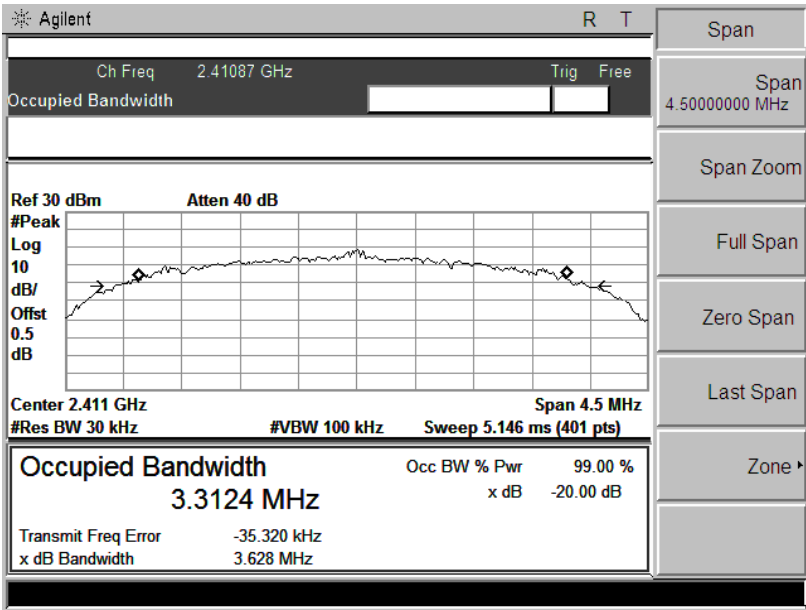 Agilent R T
Span
Ch Freq 2.41087 GHz Trig Free
Occupied Bandwidth
Span
4.50000000 MHz
Span Zoom
Ref 30 dBm Atten 40 dB
#Peak
Log
10
dB/
Offst
0.5
dB
Full Span
Zero Span
Last Span
Center 2.411 GHz Span 4.5 MHz
#Res BW 30 kHz #VBW 100 kHz Sweep 5.146 ms (401 pts)
Occupied Bandwidth Occ BW % Pwr 99.00 %
3.3124 MHz x dB -20.00 dB
Zone
Transmit Freq Error -35.320 kHz
x dB Bandwidth 3.628 MHz